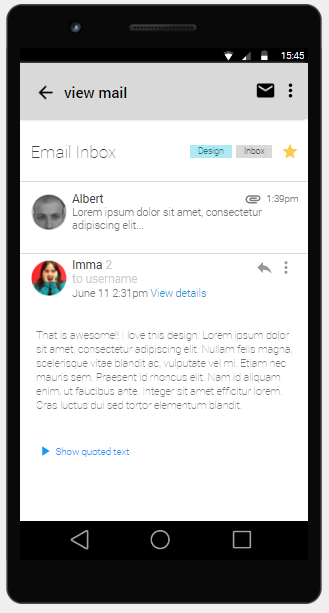 15:45
view mail
Email Inbox Design Inbox
Albert 1:39pm
Lorem ipsum dolor sit amet, consectetur
adipiscing elit...
Imma 2
to username
June 11 2:31pm View details
That is awesome!! I love this design. Lorem ipsum dolor
sit amet, consectetur adipiscing elit. Nullam felis magna,
scelerisque vitae blandit ac, vulputate vel mi. Etiam nec
mauris sem. Praesent id rhoncus elit. Nam id aliquam
enim, ut faucibus ante. Integer sit amet efficitur lorem.
Cras luctus dui sed tortor elementum blandit.
Show quoted text